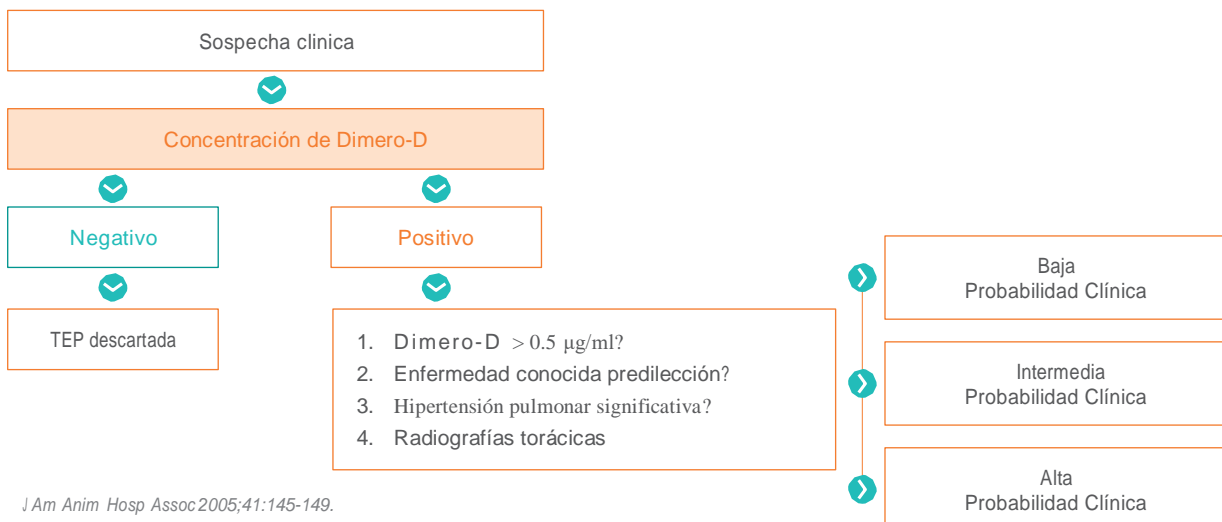 Sospecha clinica
Concentración de Dimero-D
Negativo
Positivo
TEP descartada
1. Dimero-D > 0.5 µg/ml?
2. Enfermedad conocida predilección?
3. Hipertensión pulmonar significativa?
4. Radiografías torácicas
Baja
Probabilidad Clínica
Intermedia
Probabilidad Clínica
Alta
Probabilidad Clínica
J Am Anim Hosp Assoc 2005;41:145-149.